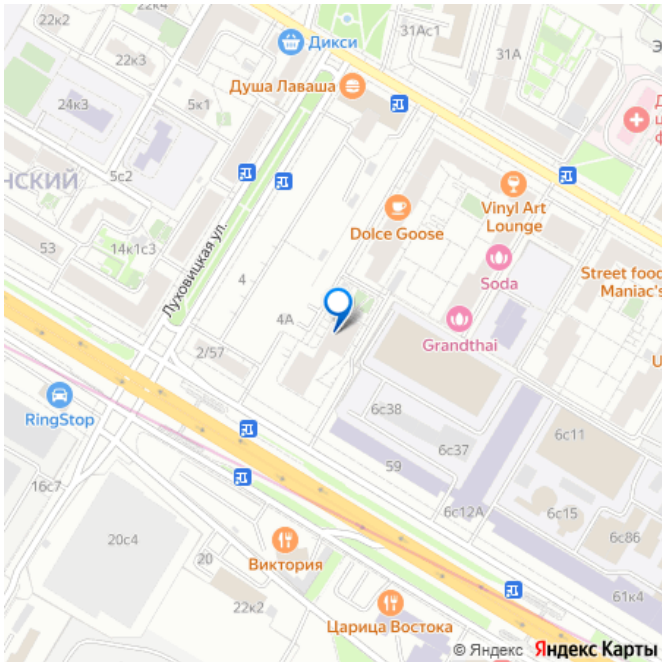 22к2
22к4
22к3
Дикси
31Ас1
31А
Э
Душа Лаваша
24к3
5к1
Д
ц
ф
5с2
НСКИЙ
Vinyl Art
Lounge
Dolce Goose
53
14к1с3
Луховицкая ул.
4
Soda
Street food
Maniac's
4А
Grandthai
2/57
U
RingStop
6с38
6с37
6с11
59
16с7
6с12А
6с15
6с86
20с4
20
Виктория
22к2
61к4
Царица Востока
© Яндекс Яндекс Карты